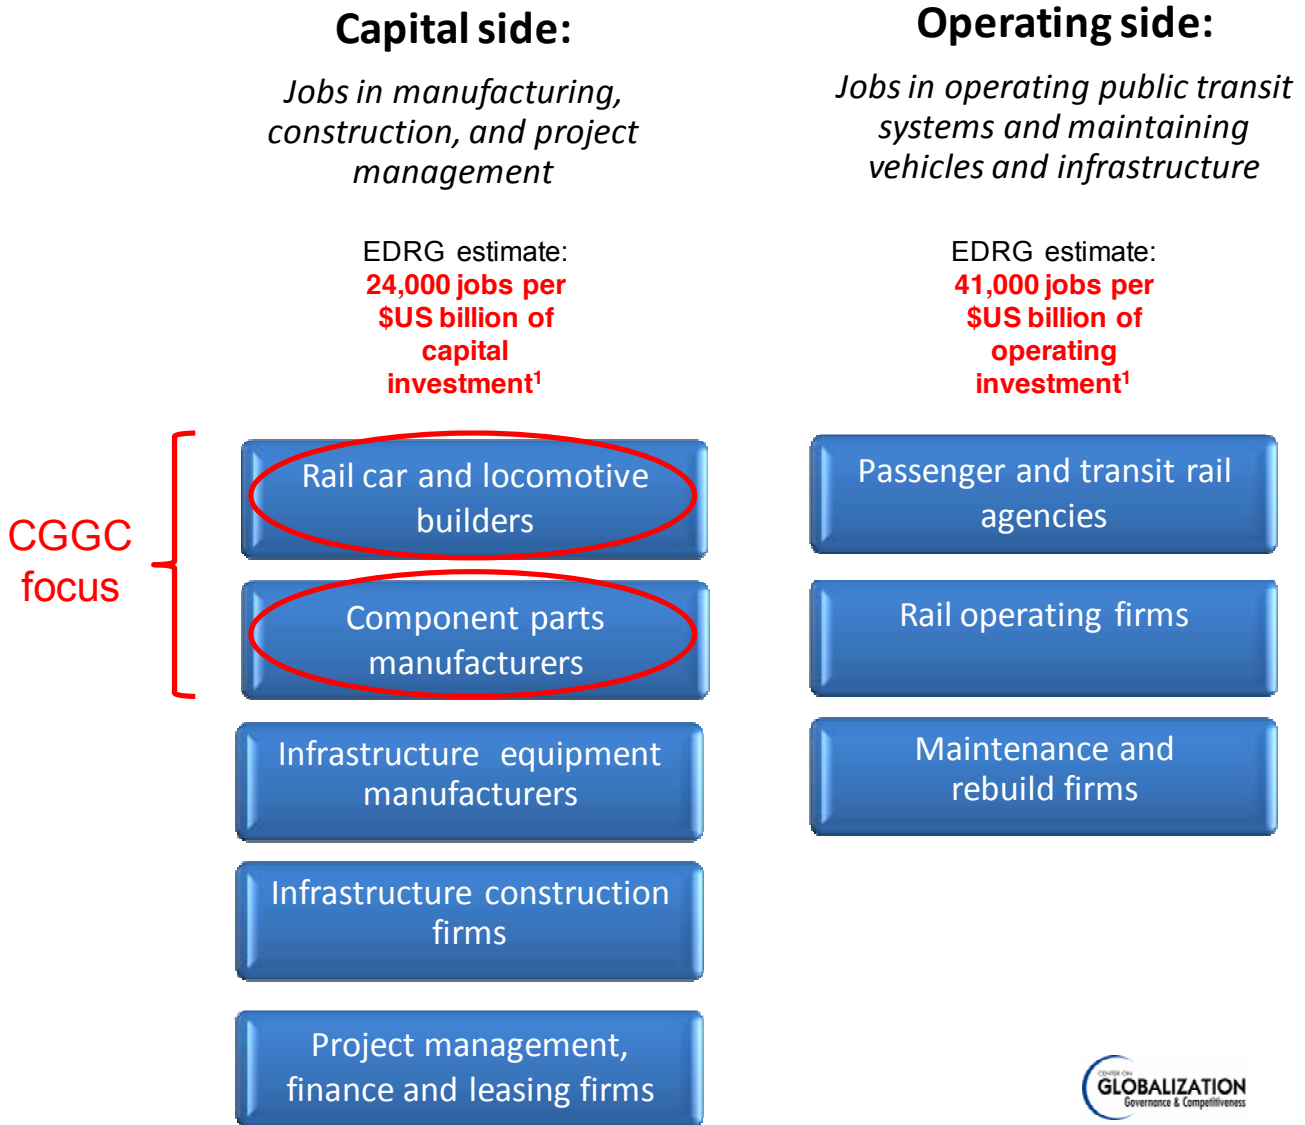 Capital side:
Jobs in manufacturing,
construction, and project
management
EDRG estimate:
24,000 jobs per
$US billion of
capital
investment¹
CGGC
focus
Rail car and locomotive
builders
Component parts
manufacturers
Infrastructure equipment
manufacturers
Infrastructure construction
firms
Project management,
finance and leasing firms
Operating side:
Jobs in operating public transit
systems and maintaining
vehicles and infrastructure
EDRG estimate:
41,000 jobs per
$US billion of
operating
investment¹
Passenger and transit rail
agencies
Rail operating firms
Maintenance and
rebuild firms
CENTER ON
GLOBALIZATION
Governance & Competitiveness